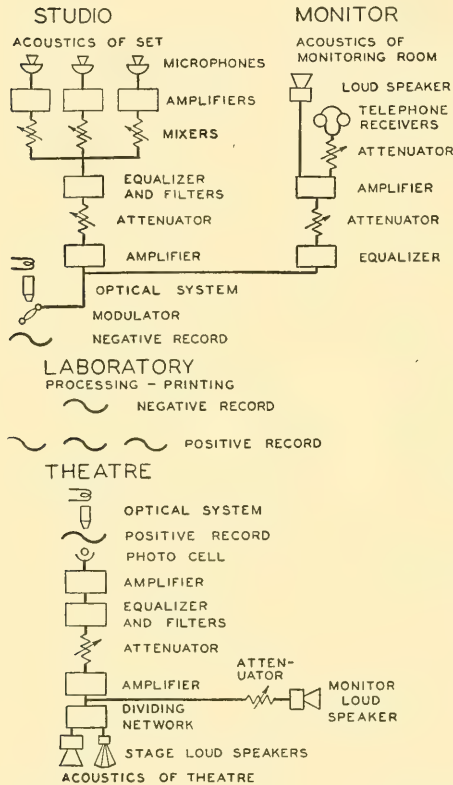 STUDIO
ACOUSTICS OF SET
MICROPHONES
AMPLIFIERS
MIXERS
EQUALIZER
AND FILTERS
ATTENUATOR
AMPLIFIER
OPTICAL SYSTEM
MODULATOR
NEGATIVE RECORD
MONITOR
ACOUSTICS OF
MONITORING ROOM
LOUD SPEAKER
TELEPHONE
RECEIVERS
ATTENUATOR
AMPLIFIER
ATTENUATOR
EQUALIZER
LABORATORY
PROCESSING - PRINTING
NEGATIVE RECORD
POSITIVE RECORD
THEATRE
OPTICAL SYSTEM
POSITIVE RECORD
PHOTO CELL
AMPLIFIER
EQUALIZER
AND FILTERS
ATTENUATOR
AMPLIFIER
DIVIDING
NETWORK
ATTEN-
UATOR
MONITOR
LOUD
SPEAKER
STAGE LOUD SPEAKERS
ACOUSTICS OF THEATRE